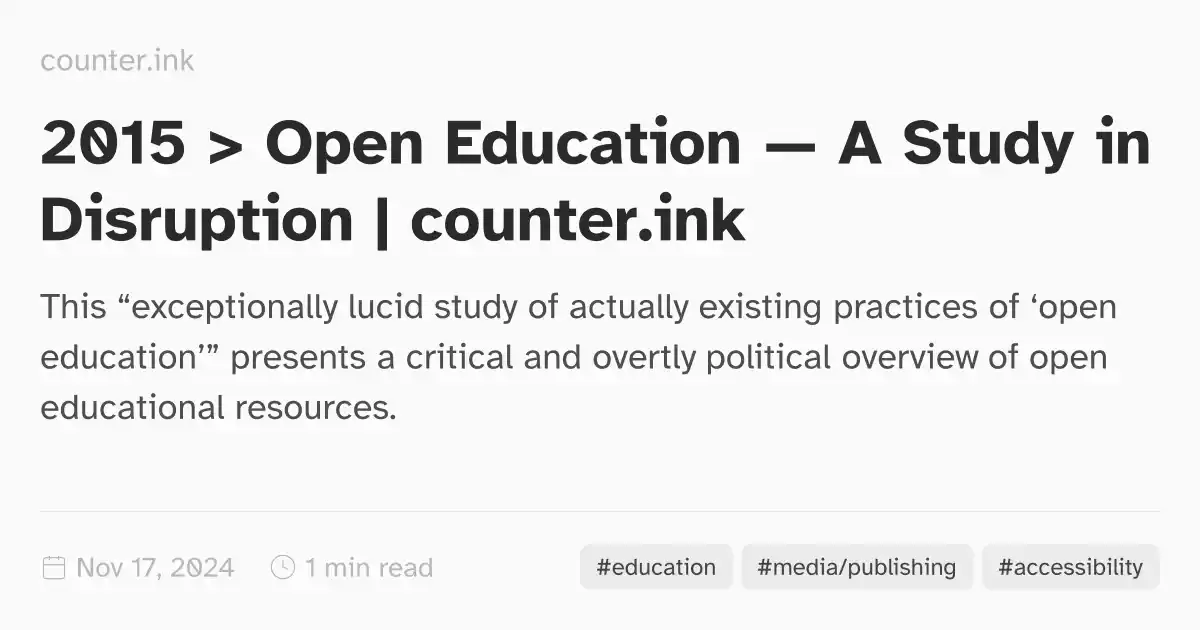 counter.ink
2015 > Open Education — A Study in
Disruption | counter.ink
This “exceptionally lucid study of actually existing practices of ‘open
education’” presents a critical and overtly political overview of open
educational resources.
Nov 17, 2024 1 min read #education #media/publishing #accessibility